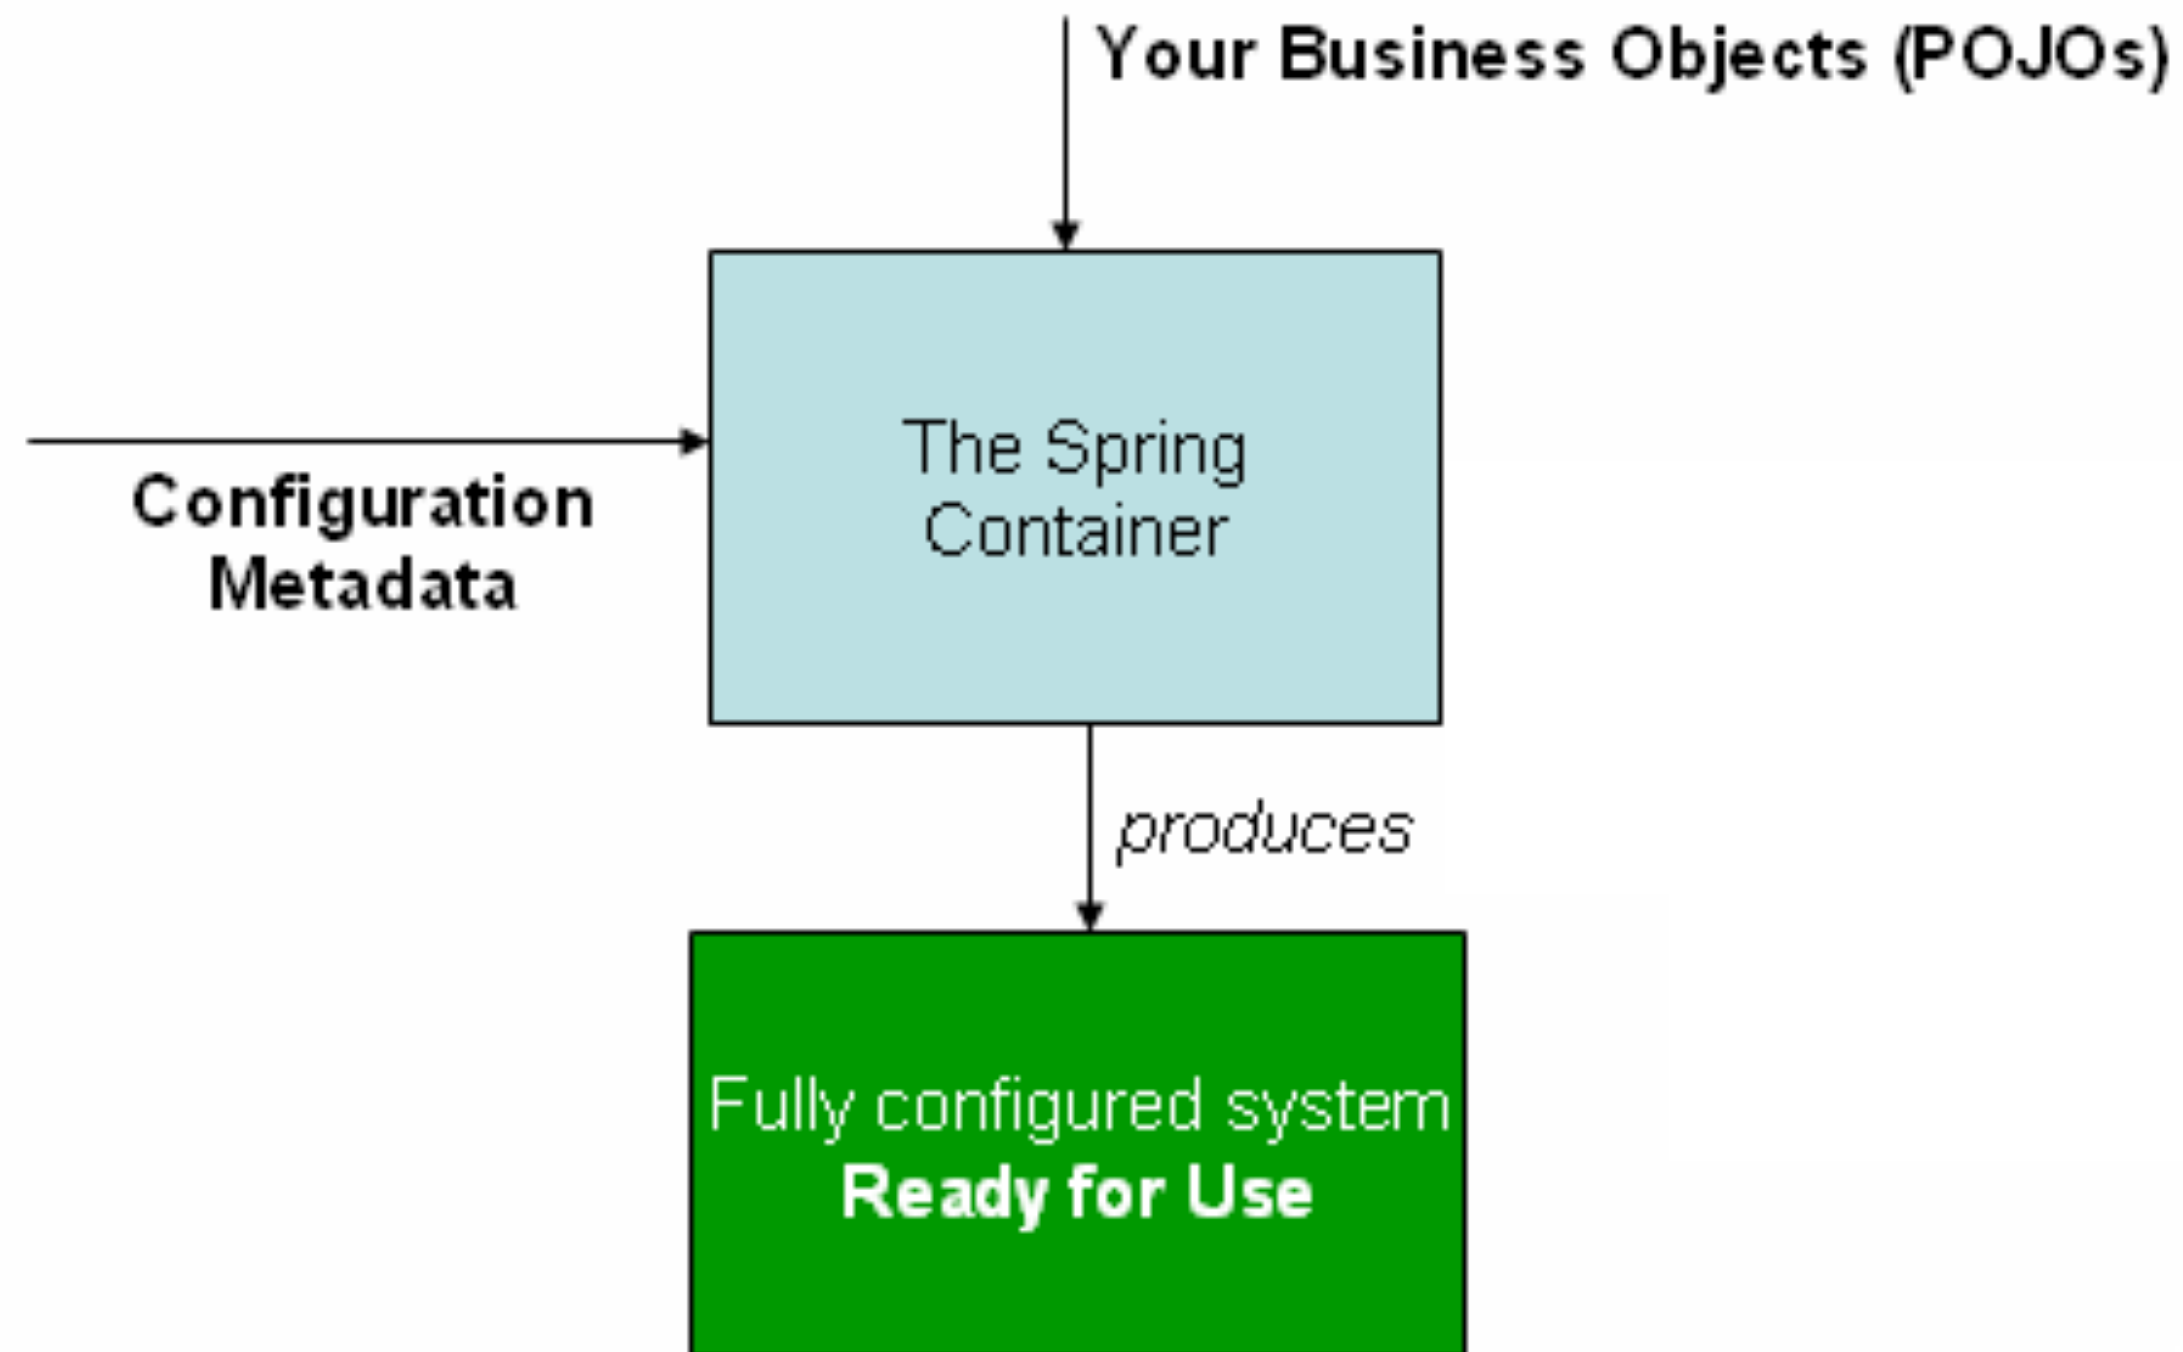 Your Business Objects (POJOs)
The Spring
Container
Configuration
Metadata
produces
Fully configured system
Ready for Use